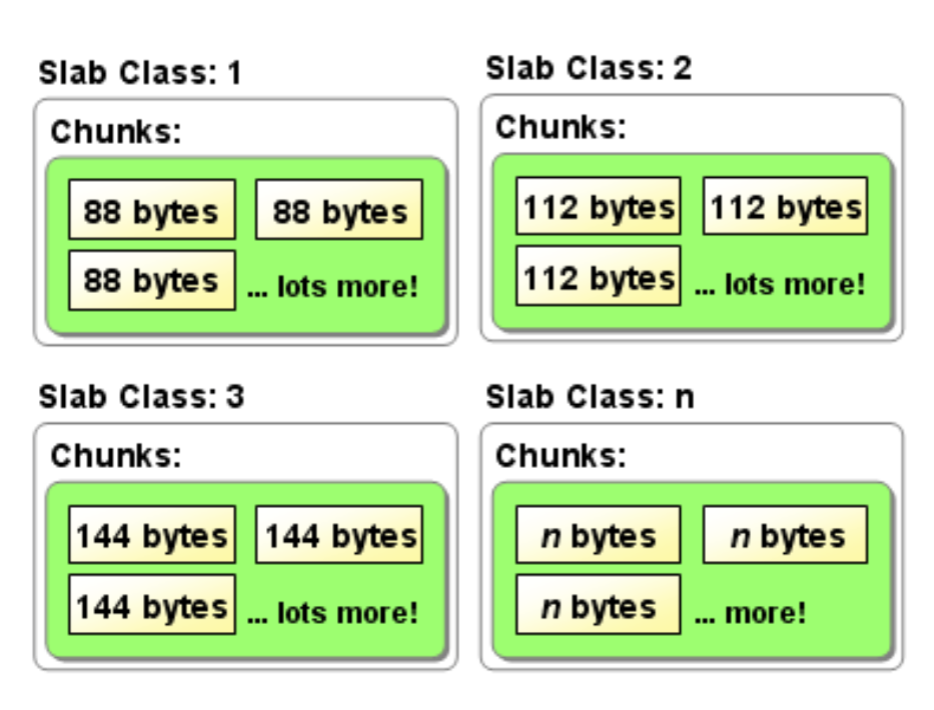 Slab Class: 1
Chunks:
88 bytes
88 bytes
88 bytes
... lots more!
Slab Class: 2
Chunks:
112 bytes
112 bytes
112 bytes
... lots more!
Slab Class: 3
Chunks:
144 bytes
144 bytes
144 bytes
... lots more!
Slab Class: n
Chunks:
n bytes
n bytes
n bytes
... more!